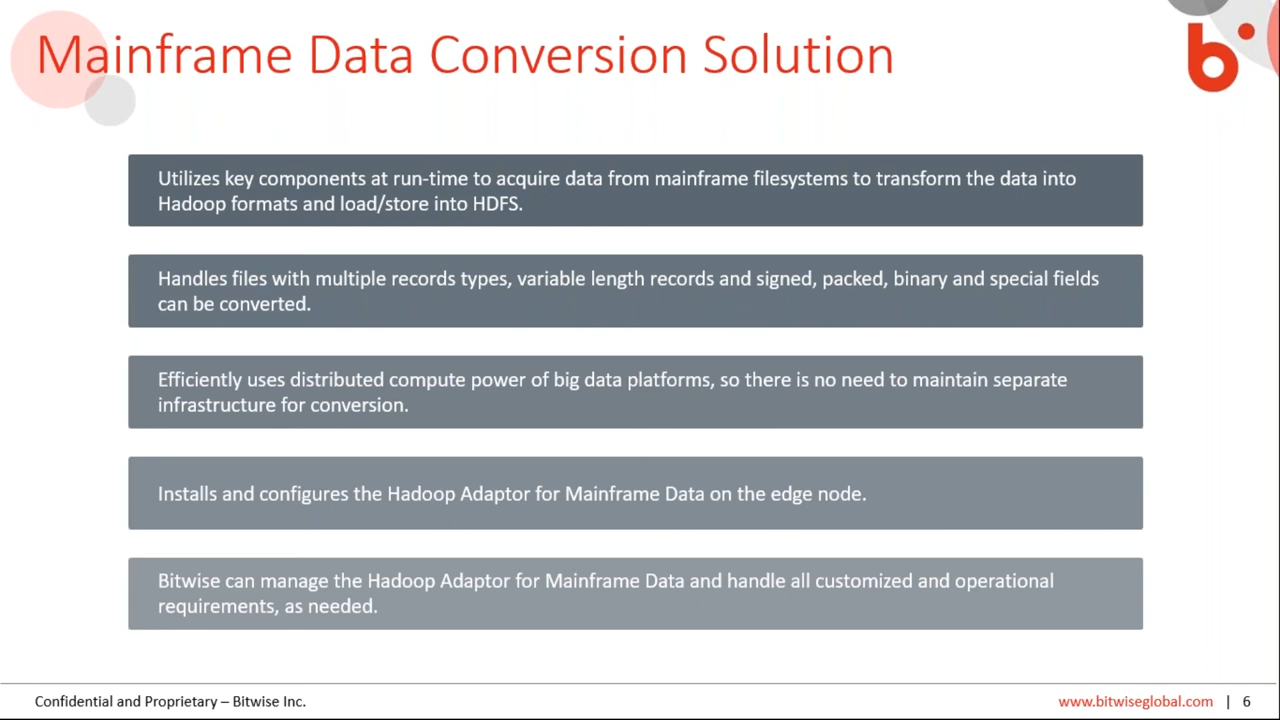 Mainframe Data Conversion Solution
Utilizes key components at run-time to acquire data from mainframe filesystems to transform the data into
Hadoop formats and load/store into HDFS.
Handles files with multiple records types, variable length records and signed, packed, binary and special fields
can be converted.
Efficiently uses distributed compute power of big data platforms, so there is no need to maintain separate
infrastructure for conversion.
Installs and configures the Hadoop Adaptor for Mainframe Data on the edge node.
Bitwise can manage the Hadoop Adaptor for Mainframe Data and handle all customized and operational
requirements, as needed.
Confidential and Proprietary – Bitwise Inc.
www.bitwiseglobal.com | 6